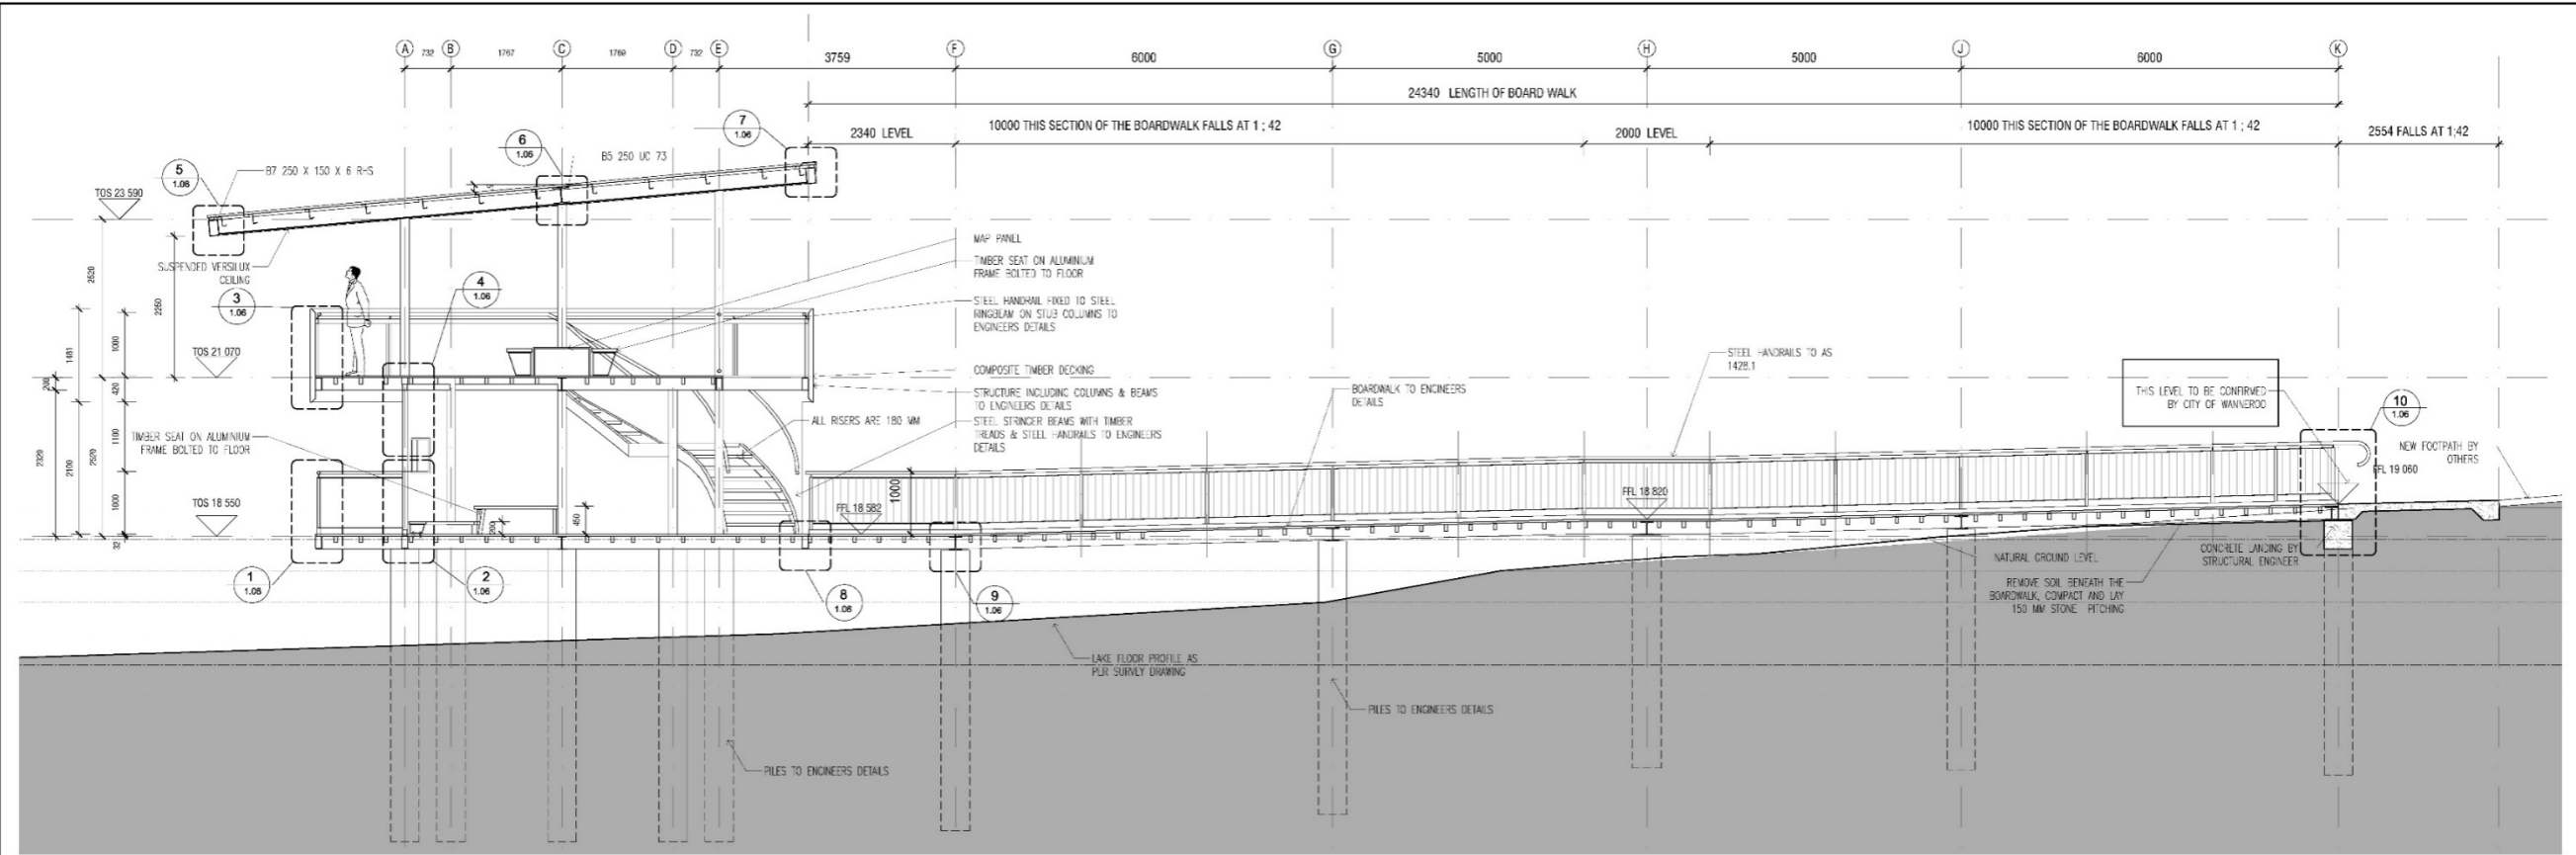 A 732 B 1767 C 1769 D 732 E 3759 F 6000 G 5000 H 5000 J 6000 K
24340 LENGTH OF BOARD WALK
2340 LEVEL
10000 THIS SECTION OF THE BOARDWALK FALLS AT 1 ; 42
2000 LEVEL
10000 THIS SECTION OF THE BOARDWALK FALLS AT 1 ; 42
2554 FALLS AT 1;42
7
1.06
6
1.06
B5 250 UC 73
5
1.06
B7 250 X 150 X 6 RHS
TOS 23 590
SUSPENDED VERSILUX
CEILING
3
1.06
4
1.06
TOS 21 070
2520
2250
1481
1000
200
420
1100
2320
2100
2520
1000
32
TIMBER SEAT ON ALUMINIUM
FRAME BOLTED TO FLOOR
TOS 18 550
200
450
MAP PANEL
TIMBER SEAT ON ALUMINIUM
FRAME BOLTED TO FLOOR
STEEL HANDRAIL FIXED TO STEEL
RINGBEAM ON STUB COLUMNS TO
ENGINEERS DETAILS
COMPOSITE TIMBER DECKING
STRUCTURE INCLUDING COLUMNS & BEAMS
TO ENGINEERS DETAILS
ALL RISERS ARE 180 MM
STEEL STRINGER BEAMS WITH TIMBER
TREADS & STEEL HANDRAILS TO ENGINEERS
DETAILS
BOARDWALK TO ENGINEERS
DETAILS
STEEL HANDRAILS TO AS
1428.1
THIS LEVEL TO BE CONFIRMED
BY CITY OF WANNEROO
10
1.06
NEW FOOTPATH BY
OTHERS
FFL 19 060
1000
FFL 18 582
FFL 18 820
1
1.06
2
1.06
8
1.06
9
1.06
NATURAL GROUND LEVEL
CONCRETE LANDING BY
STRUCTURAL ENGINEER
REMOVE SOIL BENEATH THE
BOARDWALK, COMPACT AND LAY
150 MM STONE PITCHING
LAKE FLOOR PROFILE AS
PER SURVEY DRAWING
PILES TO ENGINEERS DETAILS
PILES TO ENGINEERS DETAILS